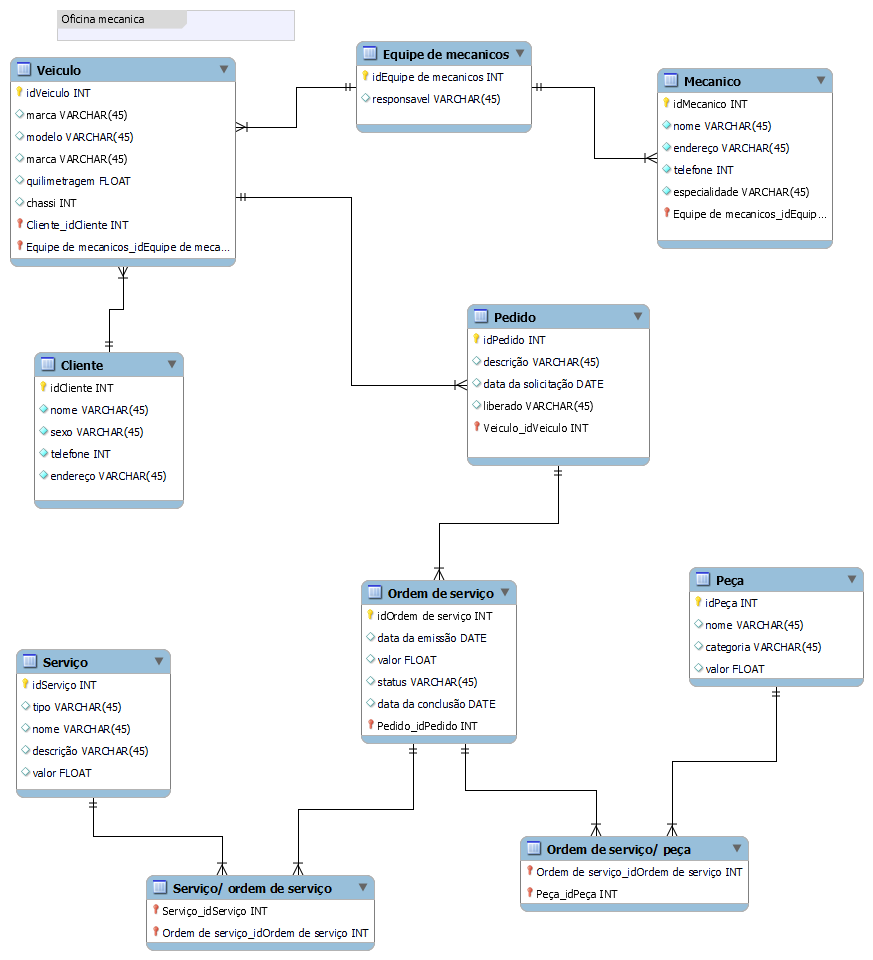 Oficina mecanica
Veiculo
idVeiculo INT
marca VARCHAR(45)
modelo VARCHAR(45)
marca VARCHAR(45)
quilimetragem FLOAT
chassi INT
Cliente_idCliente INT
Equipe de mecanicos_idEquipe de meca...
Equipe de mecanicos
idEquipe de mecanicos INT
responsavel VARCHAR(45)
Mecanico
idMecanico INT
nome VARCHAR(45)
endereço VARCHAR(45)
telefone INT
especialidade VARCHAR(45)
Equipe de mecanicos_idEquip...
Cliente
idCliente INT
nome VARCHAR(45)
sexo VARCHAR(45)
telefone INT
endereço VARCHAR(45)
Pedido
idPedido INT
descrição VARCHAR(45)
data da solicitação DATE
liberado VARCHAR(45)
Veiculo_idVeiculo INT
Ordem de serviço
idOrdem de serviço INT
data da emissão DATE
valor FLOAT
status VARCHAR(45)
data da conclusão DATE
Pedido_idPedido INT
Peça
idPeça INT
nome VARCHAR(45)
categoria VARCHAR(45)
valor FLOAT
Serviço
idServiço INT
tipo VARCHAR(45)
nome VARCHAR(45)
descrição VARCHAR(45)
valor FLOAT
Serviço/ ordem de serviço
Serviço_idServiço INT
Ordem de serviço_idOrdem de serviço INT
Ordem de serviço/ peça
Ordem de serviço_idOrdem de serviço INT
Peça_idPeça INT